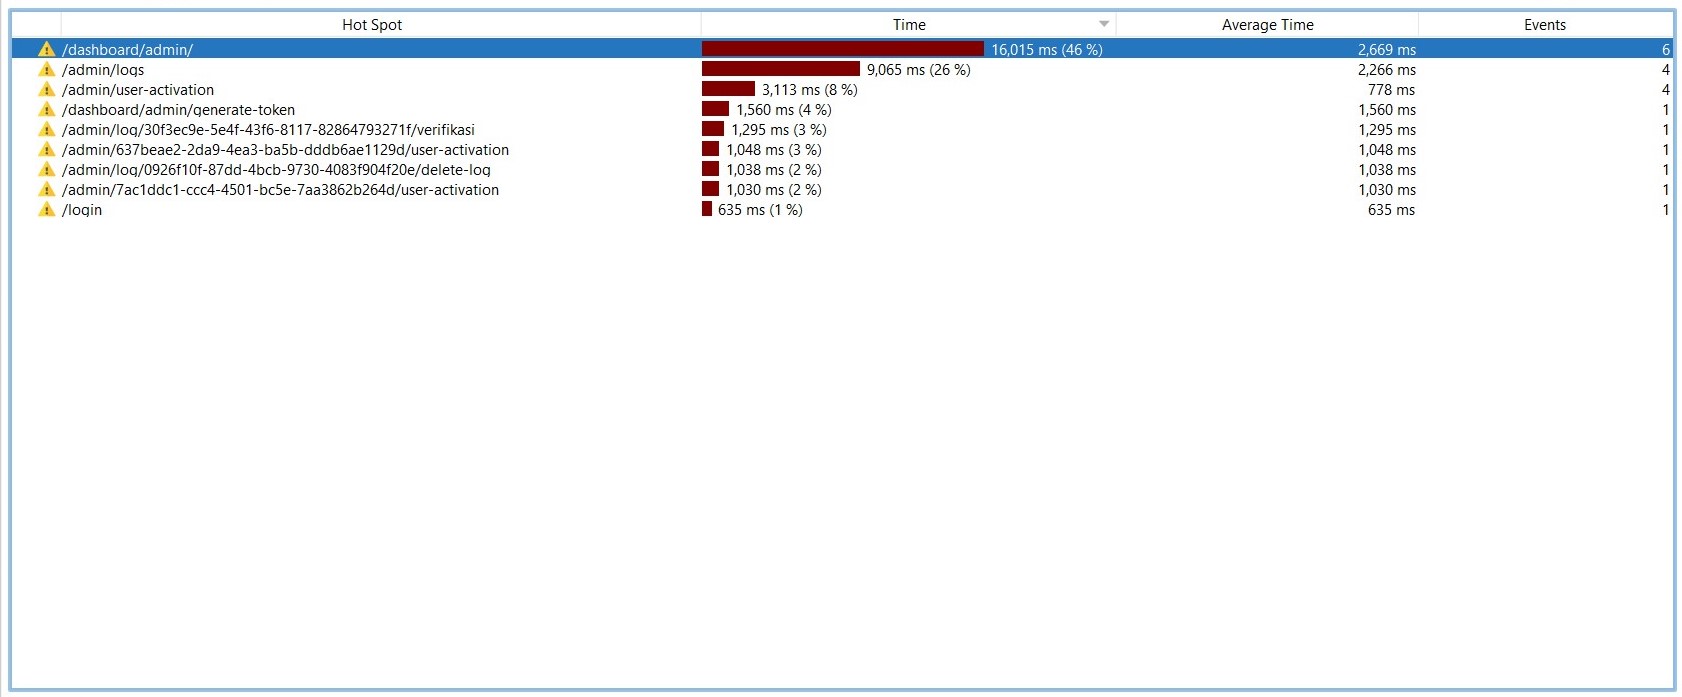 Hot Spot Time Average Time Events
/dashboard/admin/ 16,015 ms (46 %) 2,669 ms 6
/admin/logs 9,065 ms (26 %) 2,266 ms 4
/admin/user-activation 3,113 ms (8 %) 778 ms 4
/dashboard/admin/generate-token 1,560 ms (4 %) 1,560 ms 1
/admin/log/30f3ec9e-5e4f-43f6-8117-82864793271f/verifikasi 1,295 ms (3 %) 1,295 ms 1
/admin/637beae2-2da9-4ea3-ba5b-dddb6ae1129d/user-activation 1,048 ms (3 %) 1,048 ms 1
/admin/log/0926f10f-87dd-4bcb-9730-4083f904f20e/delete-log 1,038 ms (2 %) 1,038 ms 1
/admin/7ac1ddc1-ccc4-4501-bc5e-7aa3862b264d/user-activation 1,030 ms (2 %) 1,030 ms 1
/login 635 ms (1 %) 635 ms 1